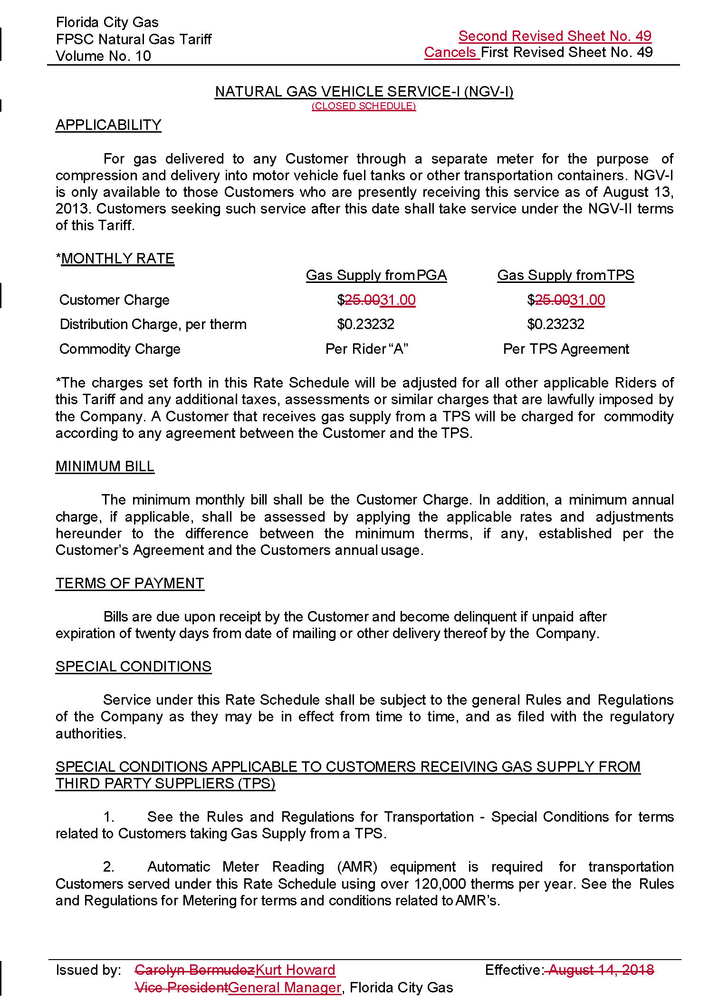 Florida City Gas
FPSC Natural Gas Tariff
Volume No. 10
Second Revised Sheet No. 49
Cancels First Revised Sheet No. 49
NATURAL GAS VEHICLE SERVICE-I (NGV-I)
(CLOSED SCHEDULE)
APPLICABILITY
For gas delivered to any Customer through a separate meter for the purpose of
compression and delivery into motor vehicle fuel tanks or other transportation containers. NGV-I
is only available to those Customers who are presently receiving this service as of August 13,
2013. Customers seeking such service after this date shall take service under the NGV-II terms
of this Tariff.
*MONTHLY RATE
Gas Supply from PGA Gas Supply from TPS
Customer Charge $25.0031.00 $25.0031.00
Distribution Charge, per therm $0.23232 $0.23232
Commodity Charge Per Rider “A” Per TPS Agreement
*The charges set forth in this Rate Schedule will be adjusted for all other applicable Riders of
this Tariff and any additional taxes, assessments or similar charges that are lawfully imposed by
the Company. A Customer that receives gas supply from a TPS will be charged for commodity
according to any agreement between the Customer and the TPS.
MINIMUM BILL
The minimum monthly bill shall be the Customer Charge. In addition, a minimum annual
charge, if applicable, shall be assessed by applying the applicable rates and adjustments
hereunder to the difference between the minimum therms, if any, established per the
Customer’s Agreement and the Customers annual usage.
TERMS OF PAYMENT
Bills are due upon receipt by the Customer and become delinquent if unpaid after
expiration of twenty days from date of mailing or other delivery thereof by the Company.
SPECIAL CONDITIONS
Service under this Rate Schedule shall be subject to the general Rules and Regulations
of the Company as they may be in effect from time to time, and as filed with the regulatory
authorities.
SPECIAL CONDITIONS APPLICABLE TO CUSTOMERS RECEIVING GAS SUPPLY FROM
THIRD PARTY SUPPLIERS (TPS)
1. See the Rules and Regulations for Transportation - Special Conditions for terms
related to Customers taking Gas Supply from a TPS.
2. Automatic Meter Reading (AMR) equipment is required for transportation
Customers served under this Rate Schedule using over 120,000 therms per year. See the Rules
and Regulations for Metering for terms and conditions related to AMR’s.
Issued by: Carolyn BermudezKurt Howard Effective: August 14, 2018
Vice PresidentGeneral Manager, Florida City Gas